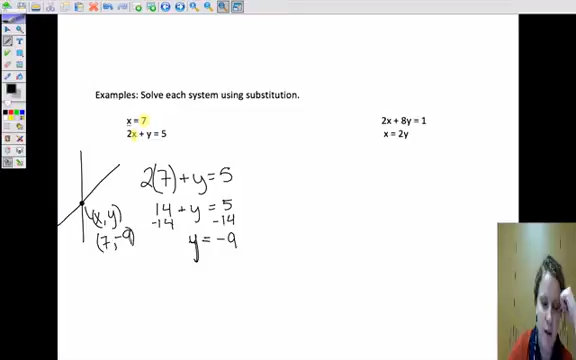 Examples: Solve each system using substitution.
x = 7
2x + y = 5
2x + 8y = 1
x = 2y
2(7) + y = 5
14 + y = 5
-14 -14
y = -9
(x, y)
(7, -9)